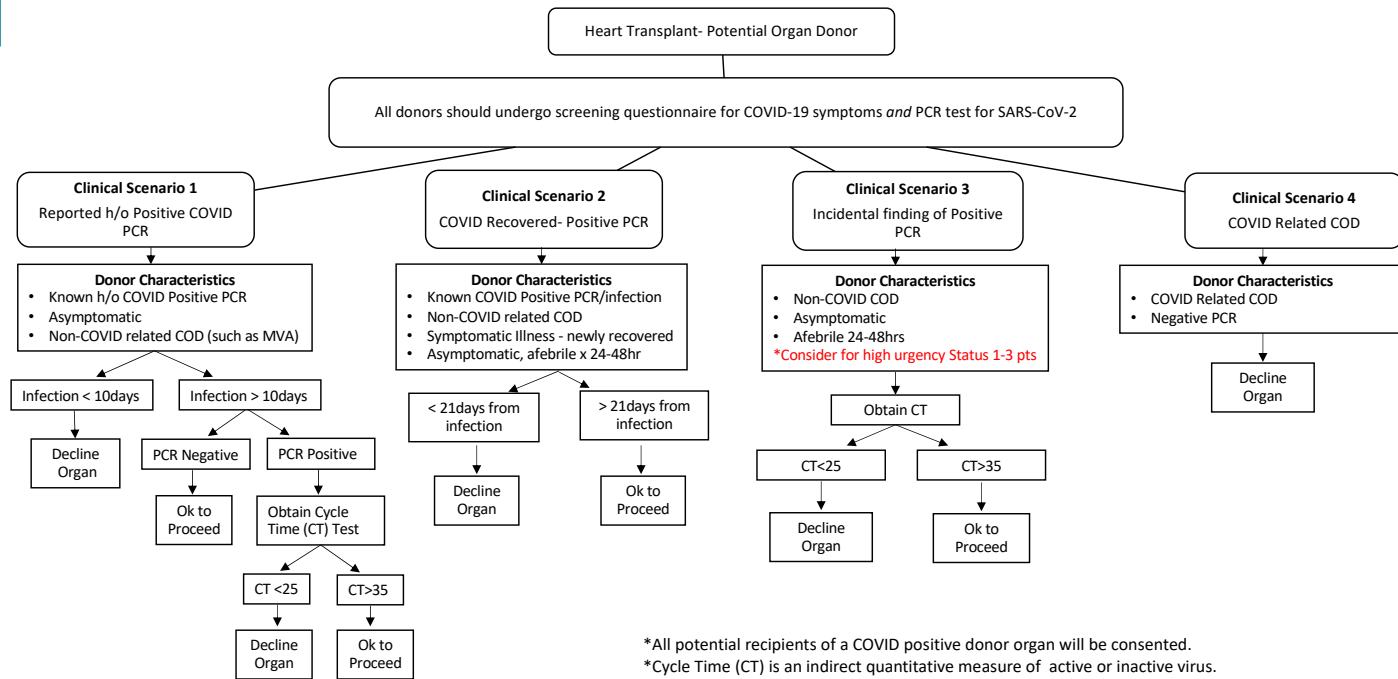 Heart Transplant- Potential Organ Donor
All donors should undergo screening questionnaire for COVID-19 symptoms and PCR test for SARS-CoV-2
Clinical Scenario 1
Reported h/o Positive COVID
PCR
Donor Characteristics
• Known h/o COVID Positive PCR
• Asymptomatic
• Non-COVID related COD (such as MVA)
Infection < 10days
Infection > 10days
Decline
Organ
PCR Negative
PCR Positive
Ok to
Proceed
Obtain Cycle
Time (CT) Test
CT <25
CT>35
Decline
Organ
Ok to
Proceed
Clinical Scenario 2
COVID Recovered- Positive PCR
Donor Characteristics
• Known COVID Positive PCR/infection
• Non-COVID related COD
• Symptomatic Illness - newly recovered
• Asymptomatic, afebrile x 24-48hr
< 21days from
infection
> 21days from
infection
Decline
Organ
Ok to
Proceed
Clinical Scenario 3
Incidental finding of Positive
PCR
Donor Characteristics
• Non-COVID COD
• Asymptomatic
• Afebrile 24-48hrs
*Consider for high urgency Status 1-3 pts
Obtain CT
CT<25
CT>35
Decline
Organ
Ok to
Proceed
Clinical Scenario 4
COVID Related COD
Donor Characteristics
• COVID Related COD
• Negative PCR
Decline
Organ
*All potential recipients of a COVID positive donor organ will be consented.
*Cycle Time (CT) is an indirect quantitative measure of active or inactive virus.